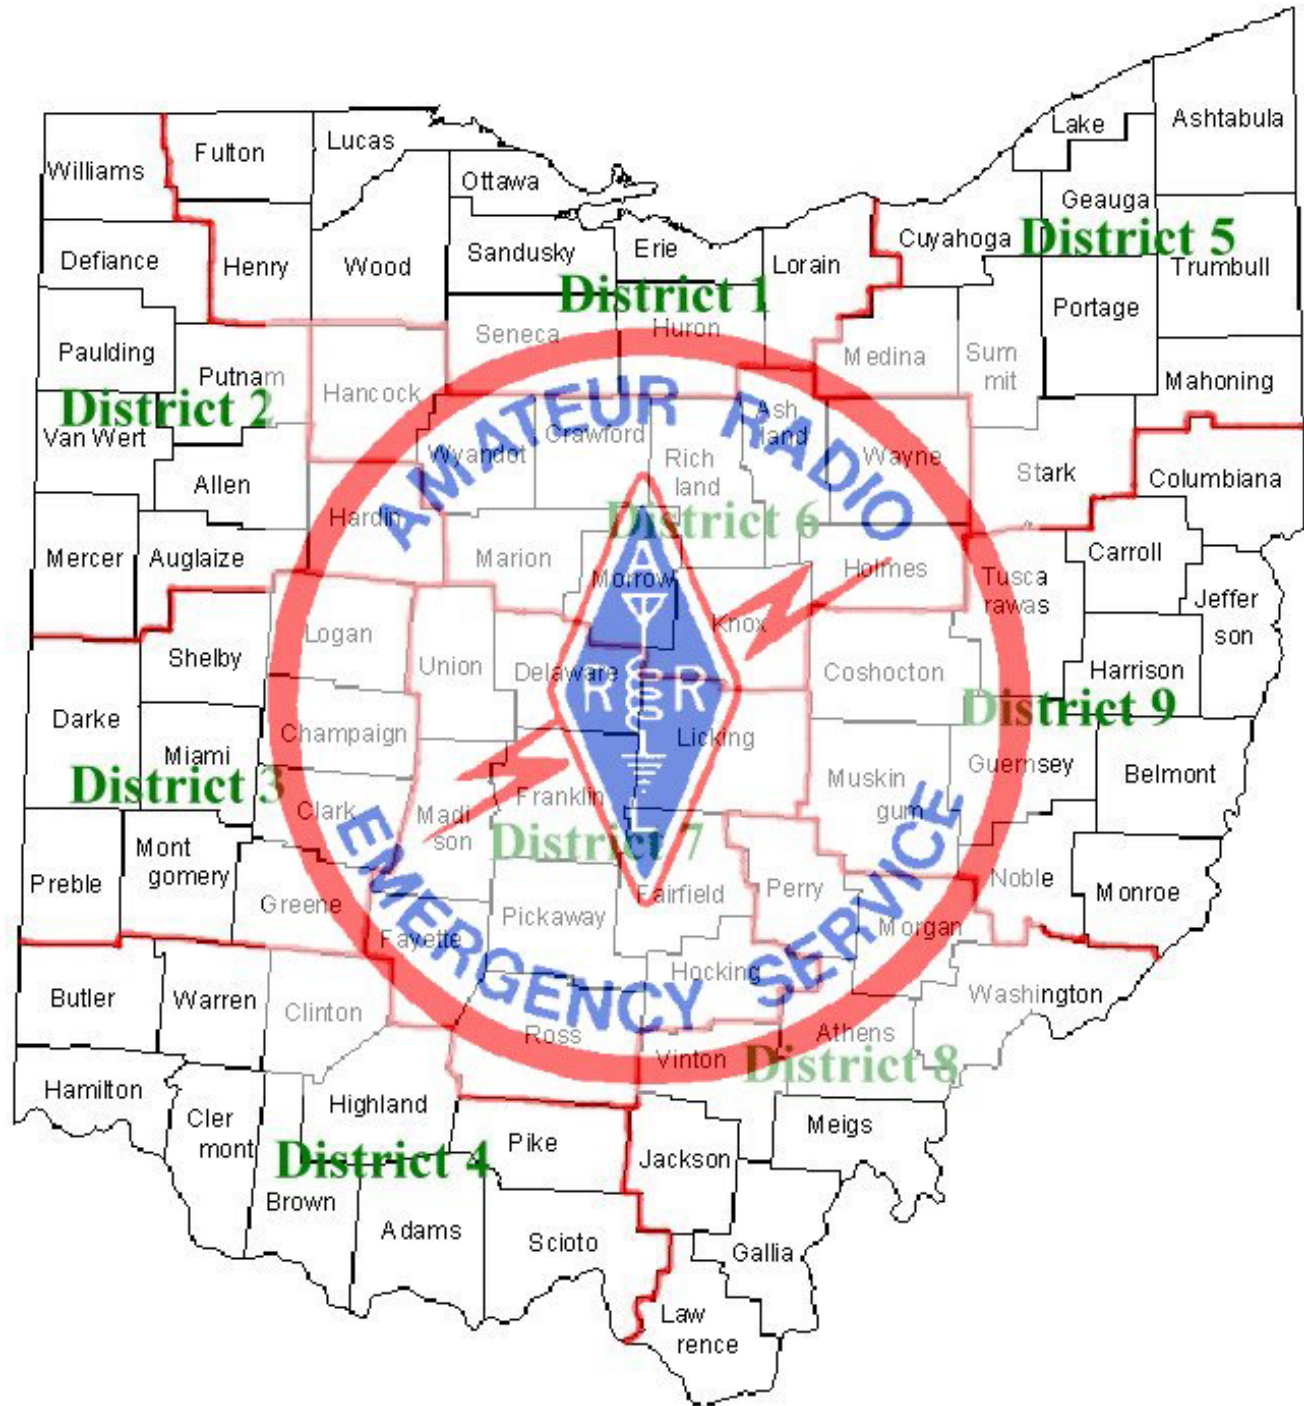 Ashtabula
Lake
Lucas
Fulton
Williams
Ottawa
Geauga
Cuyahoga
District 5
Erie
Sandusky
Defiance
Henry
Wood
Lorain
Trumbull
District 1
Portage
Seneca
Huron
Paulding
Medina
Sum
mit
Putnam
Hancock
Mahoning
District 2
AMATEUR RADIO
Ash
land
Van Wert
Wyandot
Crawford
Rich
land
Wayne
Stark
Columbiana
Allen
Hardin
District 6
Mercer
Auglaize
Marion
A
Morrow
Holmes
Carroll
Tusca
rawas
Jeffer
son
Logan
Knox
Shelby
Union
Delaware
Coshocton
Harrison
R R
Darke
District 9
Champaign
Miami
Licking
L
Guernsey
Belmont
District 3
Clark
Franklin
Muskin
gum
Madi
son
District 7
L
Mont
gomery
Preble
Greene
Pickaway
Fairfield
Perry
Noble
Monroe
EMERGENCY SERVICE
Fayette
Morgan
Hocking
Butler
Warren
Clinton
Washington
Ross
Athens
Vinton
District 8
Hamilton
Highland
Cler
mont
Meigs
Pike
Jackson
District 4
Brown
Adams
Scioto
Gallia
Law
rence